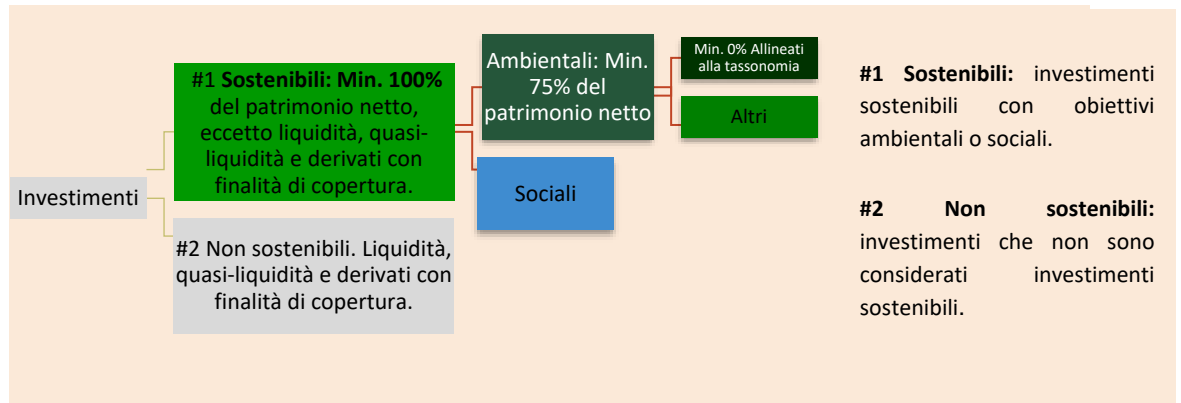 Investimenti
#1 Sostenibili: Min. 100%
del patrimonio netto,
eccetto liquidità, quasi-
liquidità e derivati con
finalità di copertura.
#2 Non sostenibili. Liquidità,
quasi-liquidità e derivati con
finalità di copertura.
Ambientali: Min.
75% del
patrimonio netto
Sociali
Min. 0% Allineati
alla tassonomia
Altri
#1 Sostenibili: investimenti
sostenibili con obiettivi
ambientali o sociali.
#2 Non sostenibili:
investimenti che non sono
considerati investimenti
sostenibili.